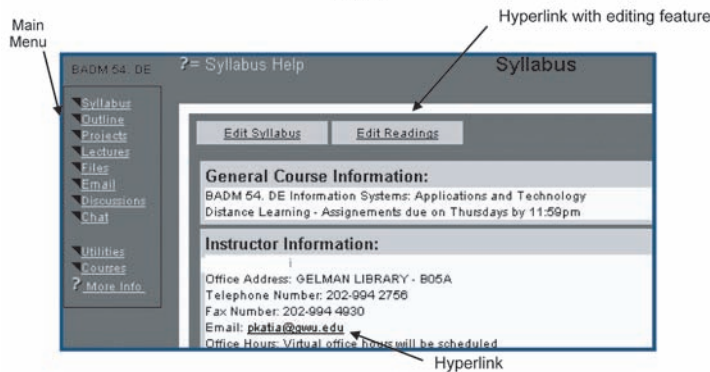 Main
Menu
Hyperlink with editing feature
BADM 54. DE
?= Syllabus Help
Syllabus
Syllabus
Outline
Projects
Lectures
Files
Email
Discussions
Chat
Utilities
Courses
? More Info
Edit Syllabus
Edit Readings
General Course Information:
BADM 54. DE Information Systems: Applications and Technology
Distance Learning - Assignements due on Thursdays by 11:59pm
Instructor Information:
Office Address: GELMAN LIBRARY - B05A
Telephone Number: 202-994 2756
Fax Number: 202-994 4930
Email: pkatia@gwu.edu
Office Hours: Virtual office hours will be scheduled
Hyperlink